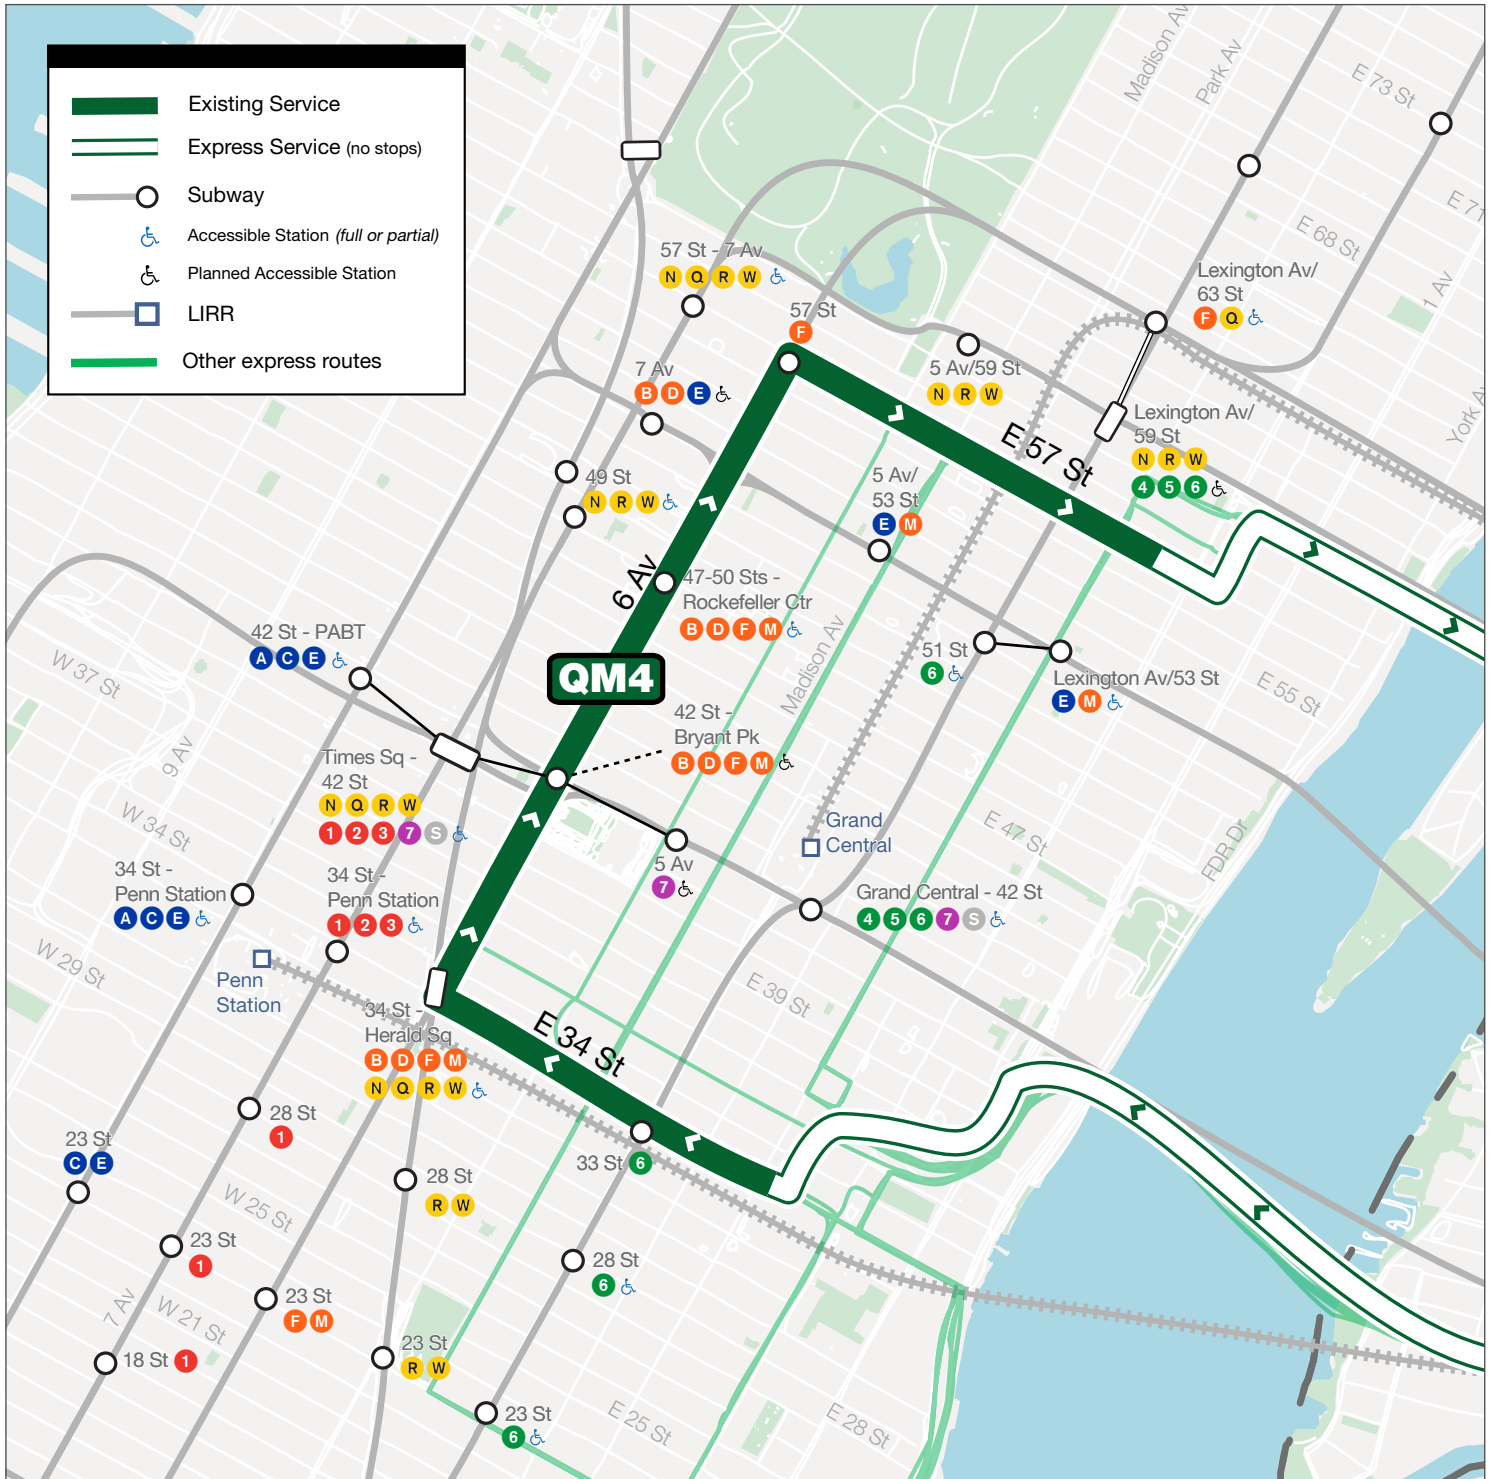 Existing Service
Express Service (no stops)
Subway
Accessible Station (full or partial)
Planned Accessible Station
LIRR
Other express routes
Madison Av
Park Av
E 73 St
E 71
E 68 St
1 Av
57 St - 7 Av
N Q R W
57 St
F
Lexington Av/
63 St
F Q
7 Av
B D E
5 Av/59 St
N R W
Lexington Av/
59 St
N R W
4 5 6
York Av
E 57 St
49 St
N R W
5 Av/
53 St
E M
6 Av
47-50 Sts -
Rockefeller Ctr
B D F M
Madison Av
42 St - PABT
A C E
W 37 St
QM4
51 St
6
Lexington Av/53 St
E M
E 55 St
42 St -
Bryant Pk
B D F M
9 Av
Times Sq -
42 St
N Q R W
1 2 3 7 S
W 34 St
Grand
Central
E 47 St
FDR Dr
5 Av
7
34 St -
Penn Station
A C E
34 St -
Penn Station
1 2 3
Grand Central - 42 St
4 5 6 7 S
W 29 St
Penn
Station
E 39 St
34 St -
Herald Sq
B D F M
N Q R W
E 34 St
28 St
1
23 St
C E
33 St 6
28 St
R W
W 25 St
23 St
1
28 St
6
7 Av
W 21 St
23 St
F M
18 St 1
23 St
R W
23 St
6
E 25 St
E 28 St